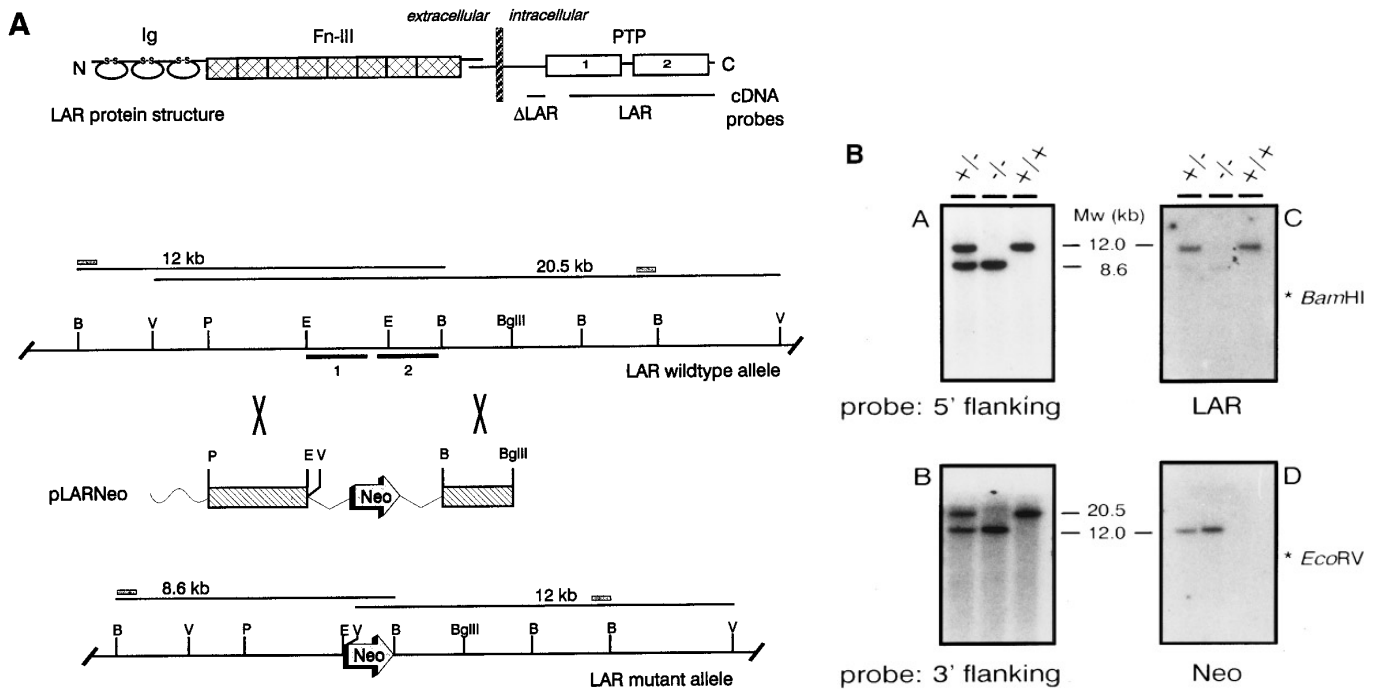 A
extracellular intracellular
Ig Fn-III PTP
N S-S S-S S-S 1 2 C
LAR protein structure
ΔLAR LAR cDNA
probes
12 kb
20.5 kb
B V P E E B BglII B B V
1 2
LAR wildtype allele
P E V B BglII
pLARNeo
Neo
8.6 kb
12 kb
B V P E V B BglII B B V
Neo
LAR mutant allele
B
+/- -/- +/+
+/- -/- +/+
A Mw (kb) C
12.0
8.6
* BamHI
probe: 5' flanking LAR
B D
20.5
12.0
* EcoRV
probe: 3' flanking Neo